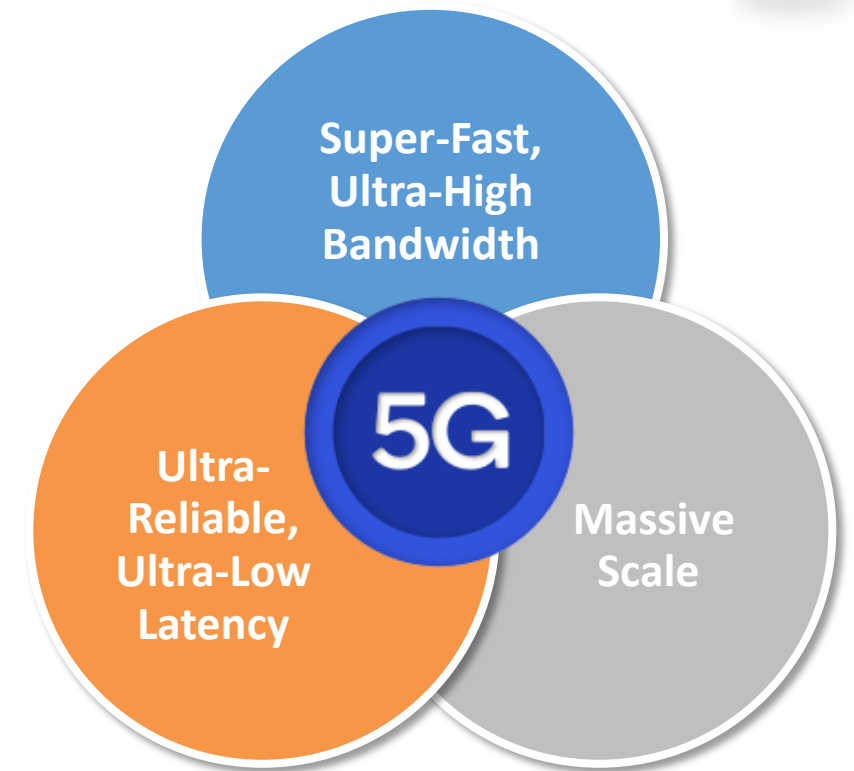 Super-Fast,
Ultra-High
Bandwidth
5G
Ultra-
Reliable,
Ultra-Low
Latency
Massive
Scale